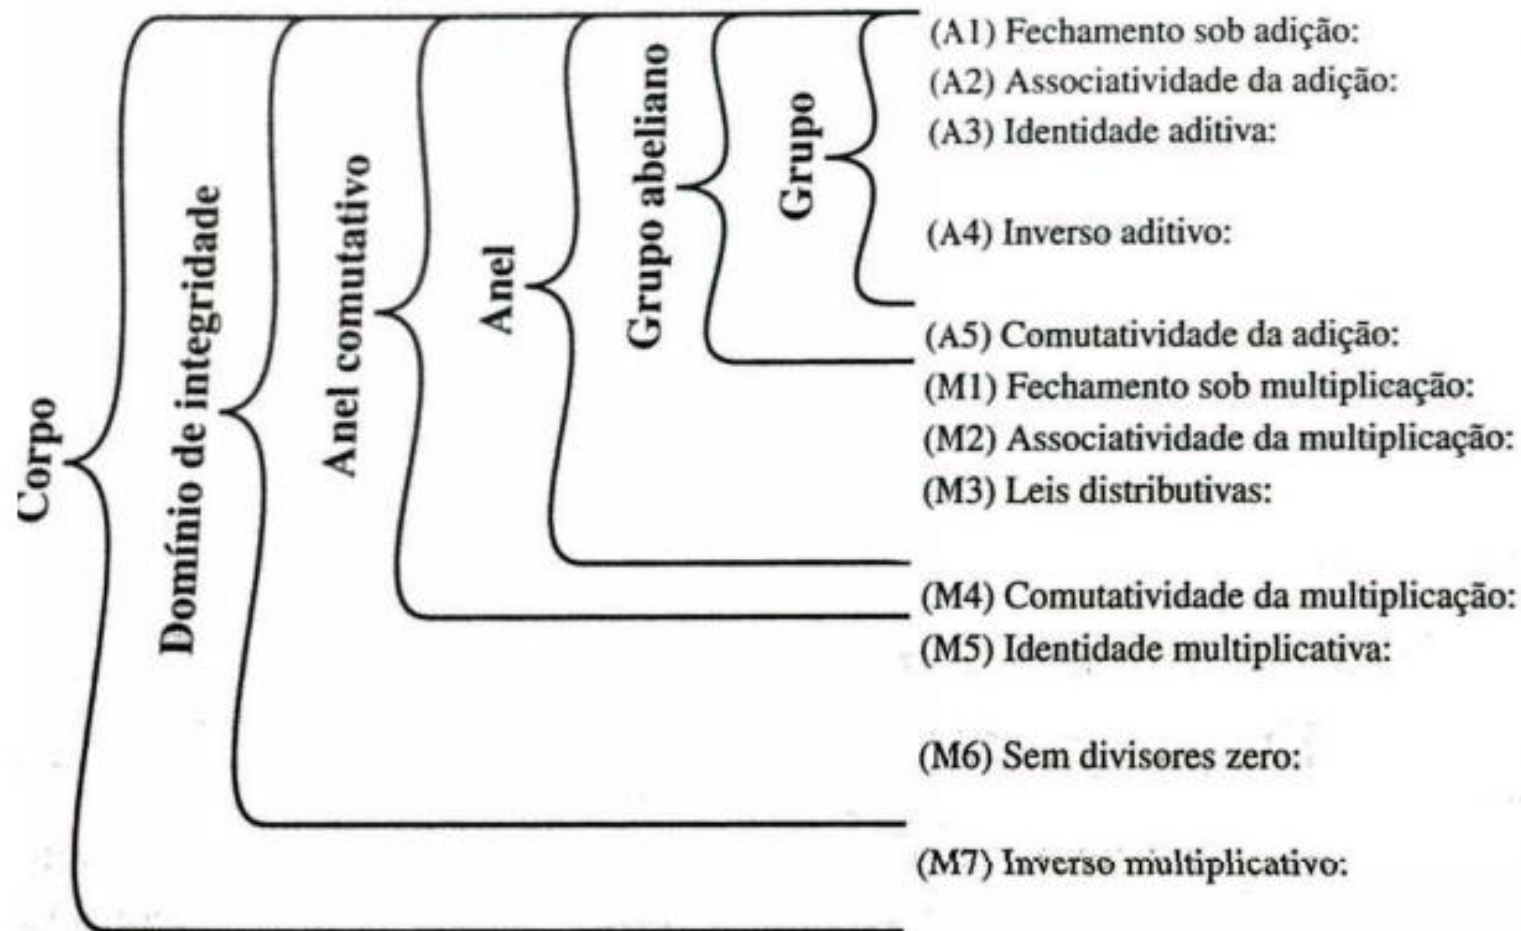 Corpo
Domínio de integridade
Anel comutativo
Anel
Grupo abeliano
Grupo
(A1) Fechamento sob adição:
(A2) Associatividade da adição:
(A3) Identidade aditiva:
(A4) Inverso aditivo:
(A5) Comutatividade da adição:
(M1) Fechamento sob multiplicação:
(M2) Associatividade da multiplicação:
(M3) Leis distributivas:
(M4) Comutatividade da multiplicação:
(M5) Identidade multiplicativa:
(M6) Sem divisores zero:
(M7) Inverso multiplicativo: